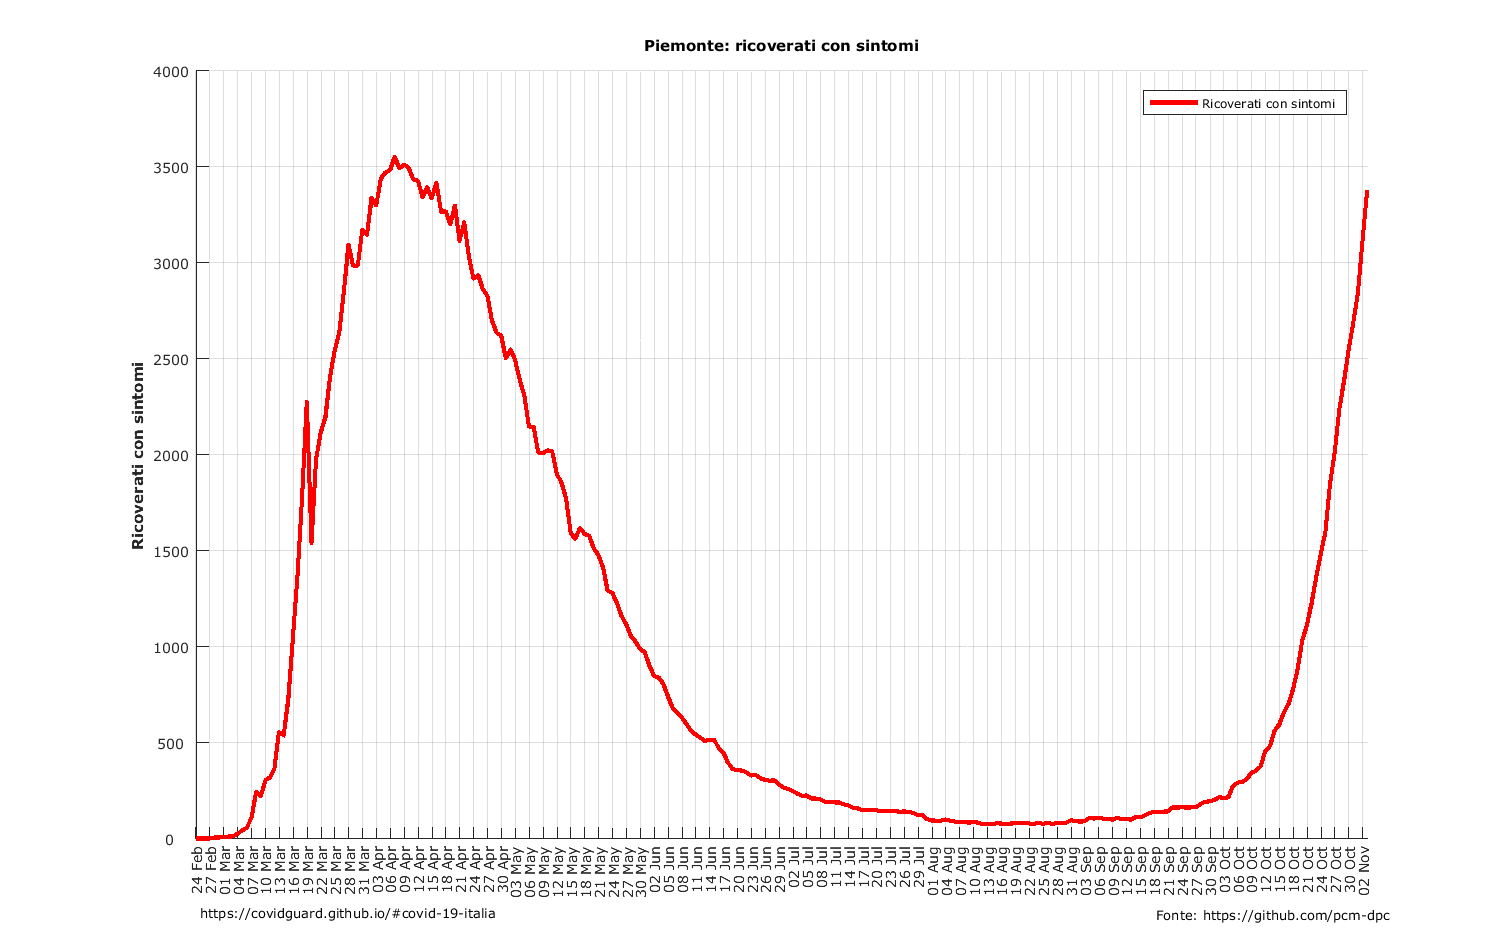 Piemonte: ricoverati con sintomi
Ricoverati con sintomi
Ricoverati con sintomi
4000
3500
3000
2500
2000
1500
1000
500
0
24 Feb
27 Feb
01 Mar
04 Mar
07 Mar
10 Mar
13 Mar
16 Mar
19 Mar
22 Mar
25 Mar
28 Mar
31 Mar
03 Apr
06 Apr
09 Apr
12 Apr
15 Apr
18 Apr
21 Apr
24 Apr
27 Apr
30 Apr
03 May
06 May
09 May
12 May
15 May
18 May
21 May
24 May
27 May
30 May
02 Jun
05 Jun
08 Jun
11 Jun
14 Jun
17 Jun
20 Jun
23 Jun
26 Jun
29 Jun
02 Jul
05 Jul
08 Jul
11 Jul
14 Jul
17 Jul
20 Jul
23 Jul
26 Jul
29 Jul
01 Aug
04 Aug
07 Aug
10 Aug
13 Aug
16 Aug
19 Aug
22 Aug
25 Aug
28 Aug
31 Aug
03 Sep
06 Sep
09 Sep
12 Sep
15 Sep
18 Sep
21 Sep
24 Sep
27 Sep
30 Sep
03 Oct
06 Oct
09 Oct
12 Oct
15 Oct
18 Oct
21 Oct
24 Oct
27 Oct
30 Oct
02 Nov
https://covidguard.github.io/#covid-19-italia
Fonte: https://github.com/pcm-dpc